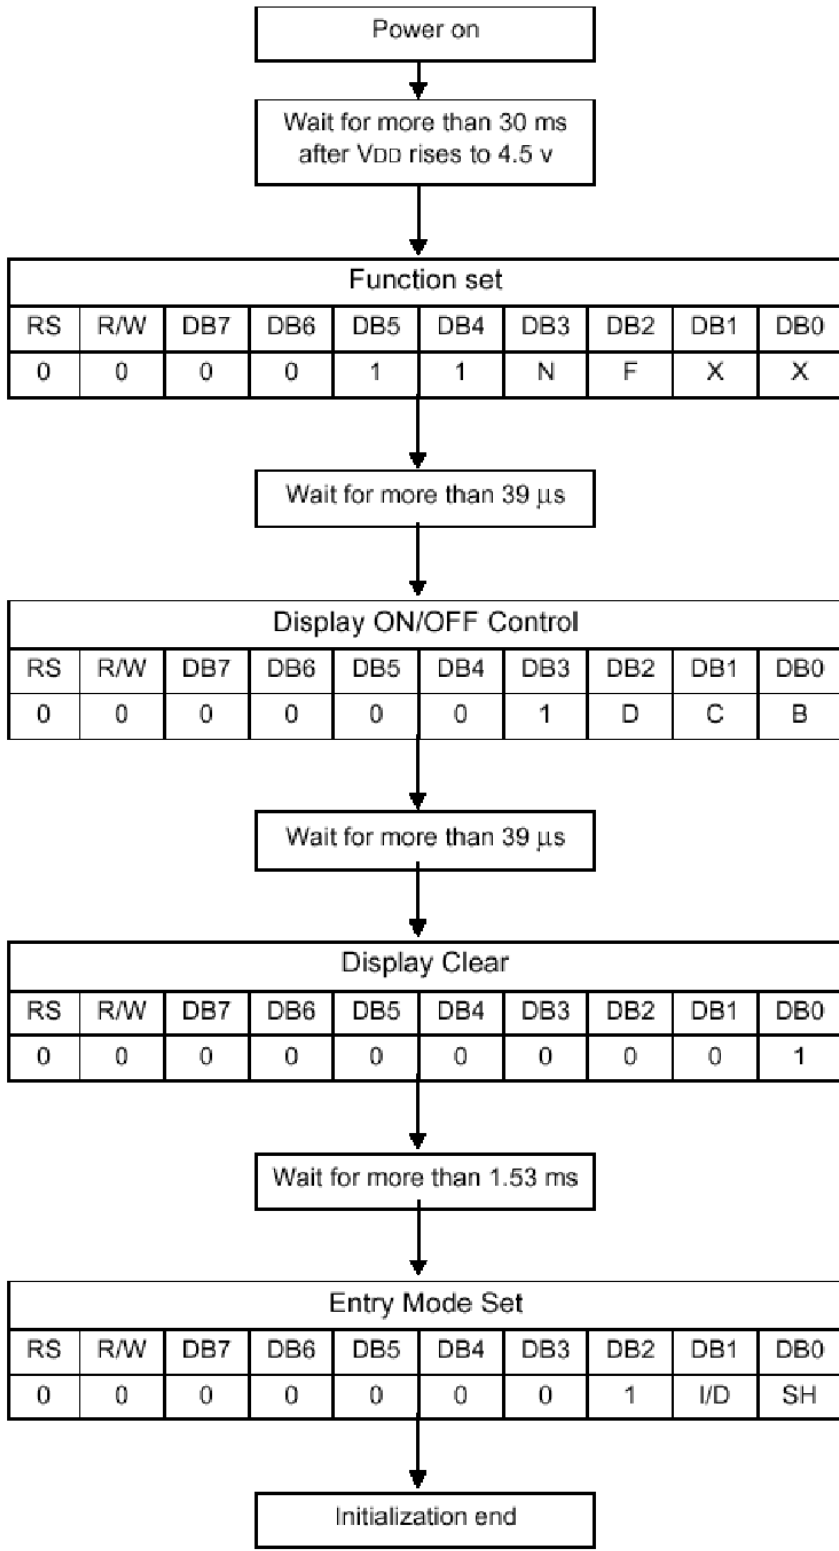 Power on
Wait for more than 30 ms
after VDD rises to 4.5 v
Function set
RS R/W DB7 DB6 DB5 DB4 DB3 DB2 DB1 DB0
0 0 0 0 1 1 N F X X
Wait for more than 39 μs
Display ON/OFF Control
RS R/W DB7 DB6 DB5 DB4 DB3 DB2 DB1 DB0
0 0 0 0 0 0 1 D C B
Wait for more than 39 μs
Display Clear
RS R/W DB7 DB6 DB5 DB4 DB3 DB2 DB1 DB0
0 0 0 0 0 0 0 0 0 1
Wait for more than 1.53 ms
Entry Mode Set
RS R/W DB7 DB6 DB5 DB4 DB3 DB2 DB1 DB0
0 0 0 0 0 0 0 1 I/D SH
Initialization end